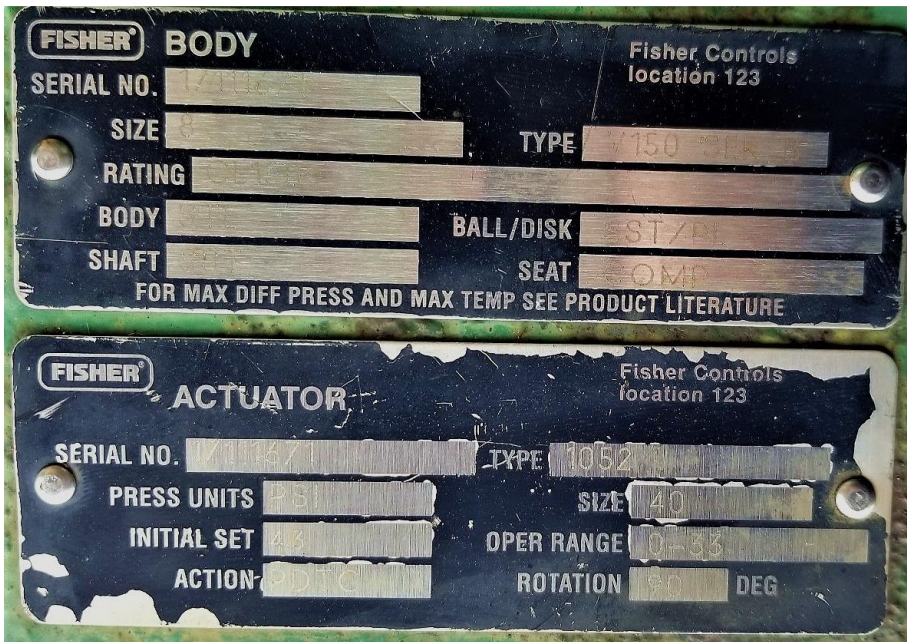 FISHER BODY Fisher Controls
location 123
SERIAL NO.
SIZE 8 TYPE V150
RATING
BODY BALL/DISK
SHAFT SEAT COMP
FOR MAX DIFF PRESS AND MAX TEMP SEE PRODUCT LITERATURE
FISHER ACTUATOR Fisher Controls
location 123
SERIAL NO. TYPE 1052
PRESS UNITS PSI SIZE 40
INITIAL SET OPER RANGE 0-33
ACTION PDTC ROTATION 90 DEG